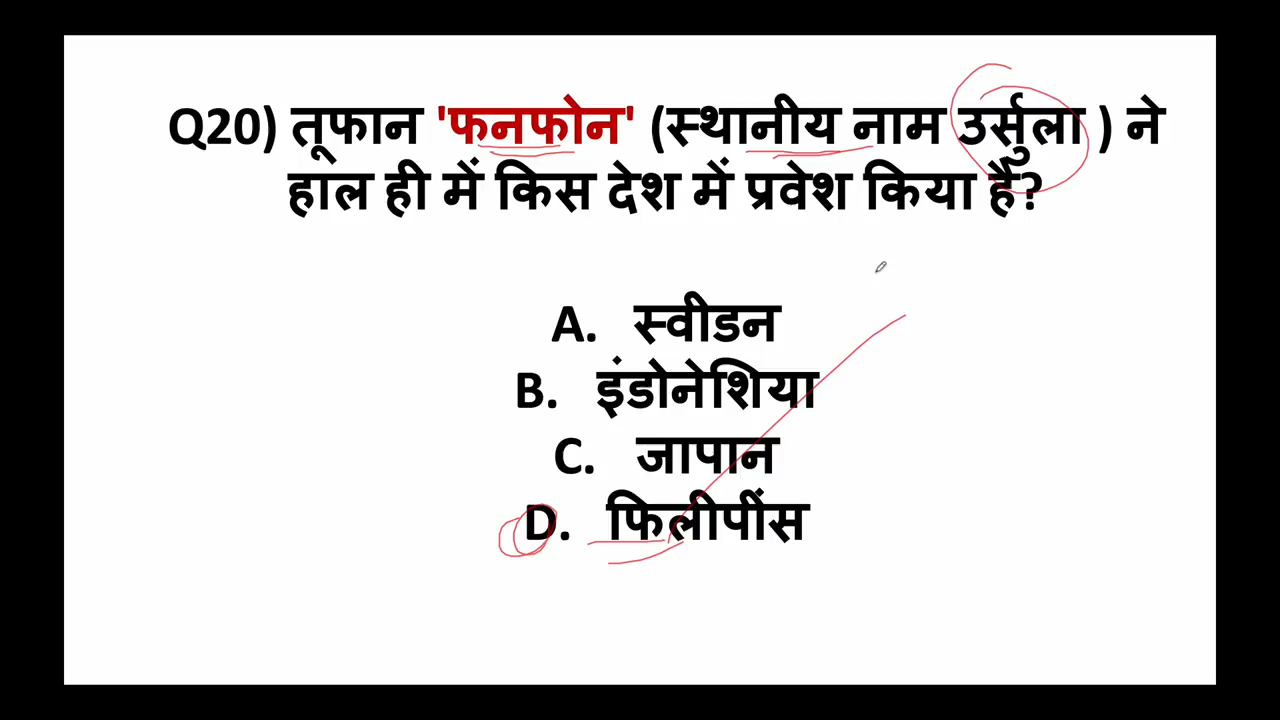 Q20) तूफान 'फनफोन' (स्थानीय नाम उर्सुला ) ने
हाल ही में किस देश में प्रवेश किया है?
A. स्वीडन
B. इंडोनेशिया
C. जापान
D. फिलीपींस